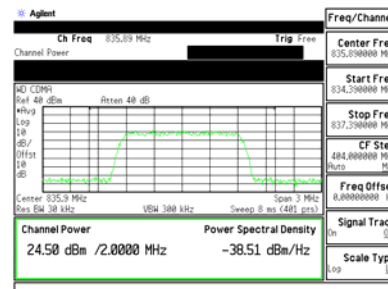 Agilent
Freq/Channe
Ch Freq 835.89 MHz Trig Free
Channel Power
Center Fre
835.890000 M
Start Fre
834.390000 M
Stop Fre
837.390000 M
CF Ste
404.000000 M
Auto M
Freq Offse
0.00000000
Signal Trac
On
Scale Typ
Log
Ref 40 dBm Atten 40 dB
#Avg
Log
10
dB/
Offst
10
dB
Center 835.9 MHz Span 3 MHz
Res BW 30 kHz VBW 300 kHz Sweep 8 ms (401 pts)
Channel Power Power Spectral Density
24.50 dBm /2.0000 MHz -38.51 dBm/Hz